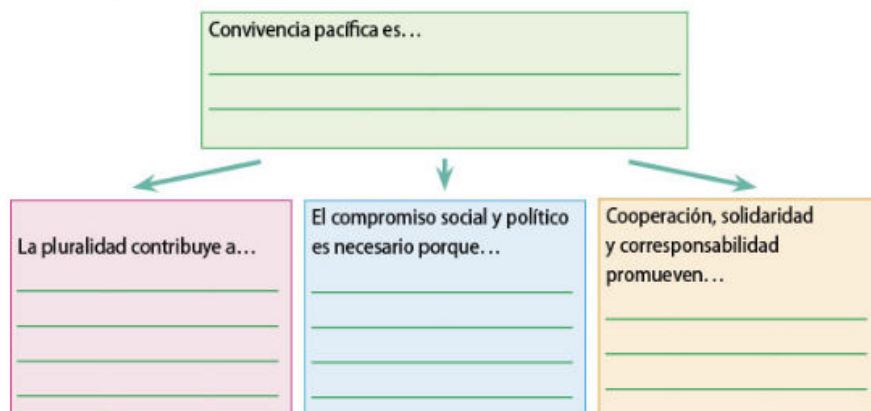 Convivencia pacífica es…
La pluralidad contribuye a…
El compromiso social y político
es necesario porque…
Cooperación, solidaridad
y corresponsabilidad
promueven…